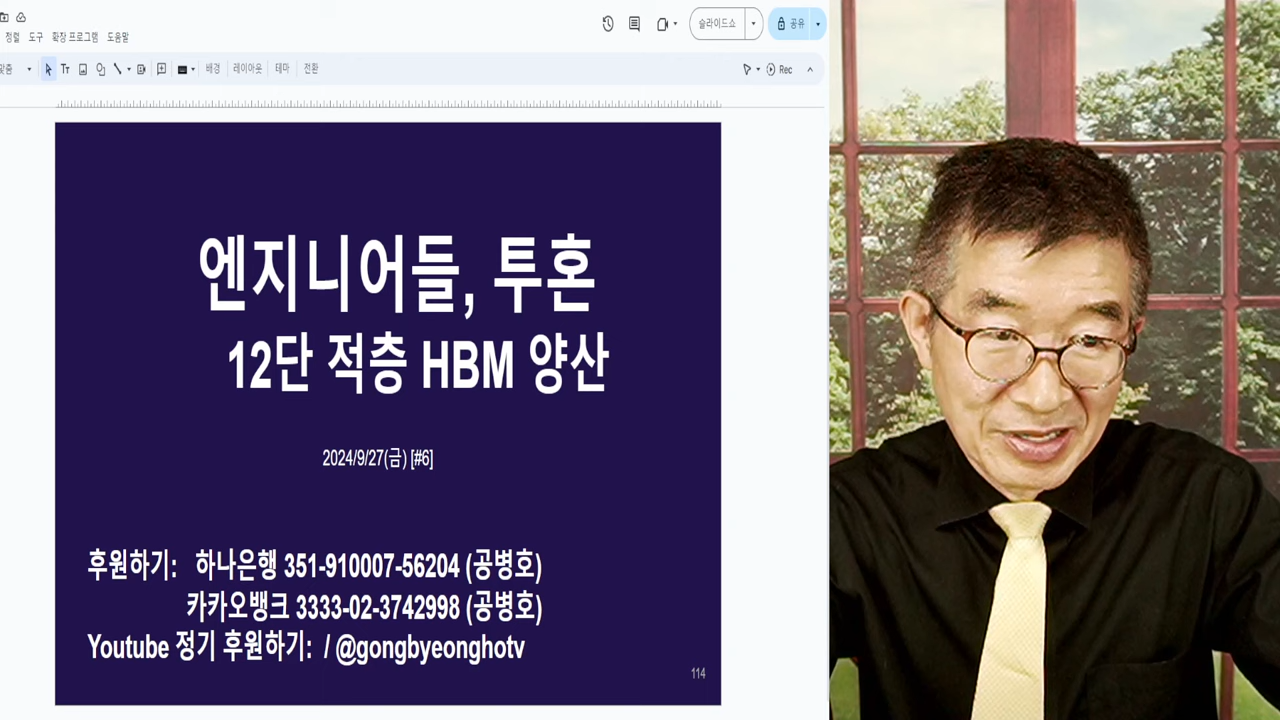 정렬 도구 확장 프로그램 도움말
슬라이드쇼
공유
맞춤
Tт
배경 레이아웃 테마 전환
Rec
엔지니어들, 투혼
12단 적층 HBM 양산
2024/9/27(금) [#6]
후원하기: 하나은행 351-910007-56204 (공병호)
카카오뱅크 3333-02-3742998 (공병호)
Youtube 정기 후원하기: / @gongbyeonghotv
114